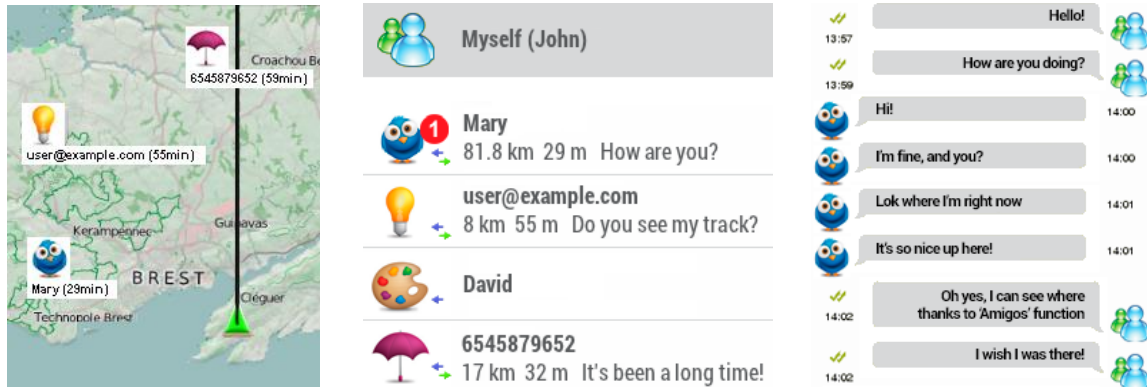 Croachou Be
6545879652 (59min)
user@example.com (55min)
Kerampennec
Guipavas
Mary (29min)
BREST
Cléguer
Technopole Brest
Myself (John)
1
Mary
81.8 km 29 m How are you?
user@example.com
8 km 55 m Do you see my track?
David
6545879652
17 km 32 m It's been a long time!
Hello!
13:57
How are you doing?
13:59
Hi!
14:00
I'm fine, and you?
14:00
Lok where I'm right now
14:01
It's so nice up here!
14:01
Oh yes, I can see where
thanks to 'Amigos' function
14:02
I wish I was there!
14:02